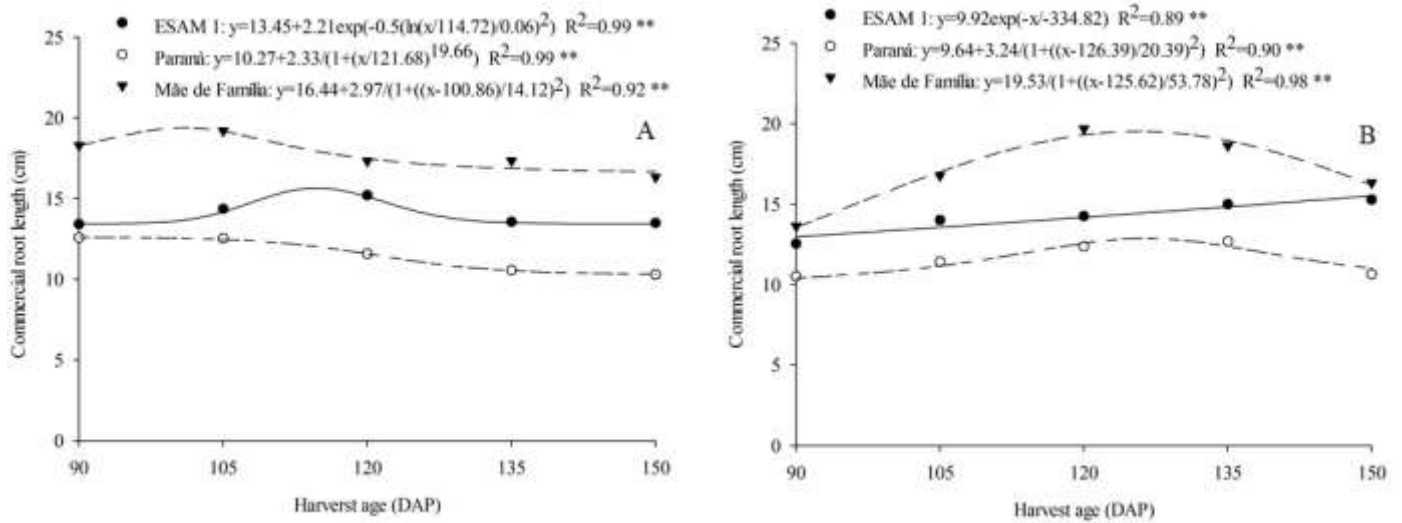 ESAM 1: y=13.45+2.21exp(-0.5(ln(x/114.72)/0.06)²) R²=0.99 **
Paraná: y=10.27+2.33/(1+(x/121.68)¹⁹·⁶⁶) R²=0.99 **
Mãe de Família: y=16.44+2.97/(1+((x-100.86)/14.12)²) R²=0.92 **
A
25
20
15
10
5
0
Commercial root length (cm)
90 105 120 135 150
Harverst age (DAP)
ESAM 1: y=9.92exp(-x/-334.82) R²=0.89 **
Paraná: y=9.64+3.24/(1+((x-126.39)/20.39)²) R²=0.90 **
Mãe de Família: y=19.53/(1+((x-125.62)/53.78)²) R²=0.98 **
B
25
20
15
10
5
0
Commercial root length (cm)
90 105 120 135 150
Harvest age (DAP)